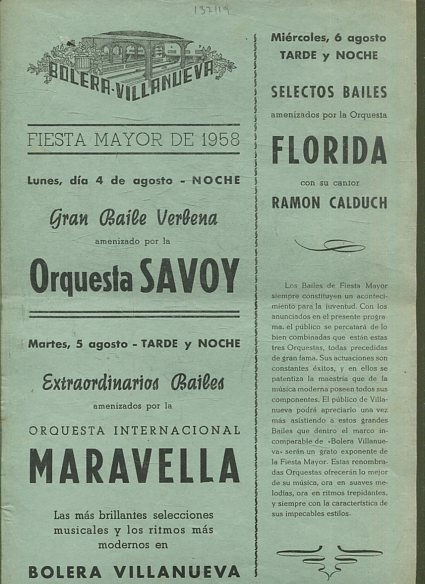 132/19
BOLERA-VILLANUEVA
FIESTA MAYOR DE 1958
Lunes, día 4 de agosto - NOCHE
Gran Baile Verbena
amenizado por la
Orquesta SAVOY
Martes, 5 agosto - TARDE y NOCHE
Extraordinarios Bailes
amenizados por la
ORQUESTA INTERNACIONAL
MARAVELLA
Las más brillantes selecciones
musicales y los ritmos más
modernos en
BOLERA VILLANUEVA
Miércoles, 6 agosto
TARDE y NOCHE
SELECTOS BAILES
amenizados por la Orquesta
FLORIDA
con su cantor
RAMON CALDUCH
Los Bailes de Fiesta Mayor
siempre constituyen un aconteci-
miento para la juventud. Con los
anunciados en el presente progra-
ma, el público se percatará de lo
bien combinadas que están estas
tres Orquestas, todas precedidas
de gran fama. Sus actuaciones son
constantes éxitos, y en ellos se
patentiza la maestría que de la
música moderna poseen todos sus
componentes. El público de Villa-
nueva podrá apreciarlo una vez
más asistiendo a estos grandes
Bailes que dentro el marco in-
comparable de «Bolera Villanue-
va» serán un grato exponente de
la Fiesta Mayor. Estas renombra-
das Orquestas ofrecerán lo mejor
de su música, ora en suaves me-
lodías, ora en ritmos trepidantes,
y siempre con la característica de
sus impecables estilos.